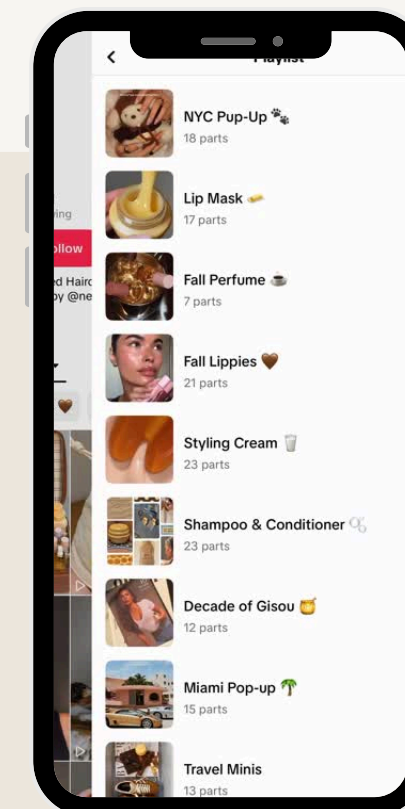 Playlist
NYC Pup-Up 🐾
18 parts
Lip Mask
17 parts
Fall Perfume ☕
7 parts
Fall Lippies 🤎
21 parts
Styling Cream 🥛
23 parts
Shampoo & Conditioner 🫧
23 parts
Decade of Gisou 🍯
12 parts
Miami Pop-up 🌴
15 parts
Travel Minis
13 parts